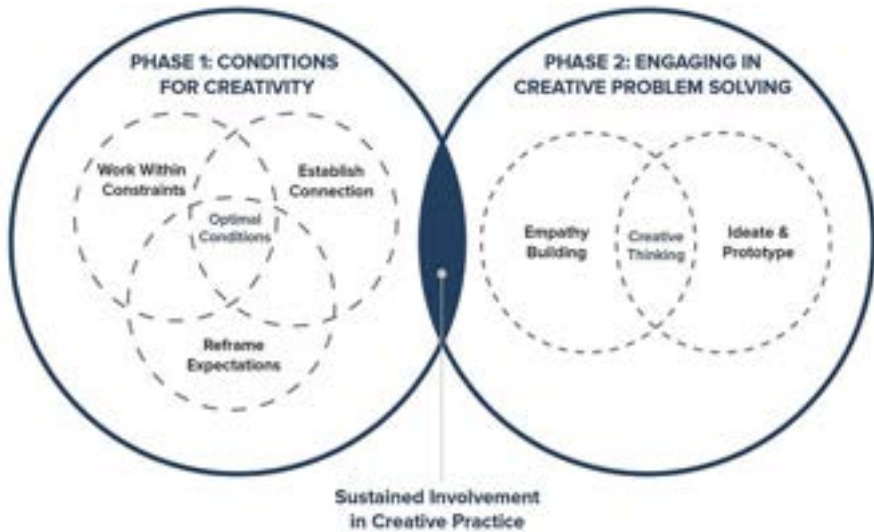 PHASE 1: CONDITIONS
FOR CREATIVITY
Work Within
Constraints
Establish
Connection
Optimal
Conditions
Reframe
Expectations
PHASE 2: ENGAGING IN
CREATIVE PROBLEM SOLVING
Empathy
Building
Creative
Thinking
Ideate &
Prototype
Sustained Involvement
in Creative Practice